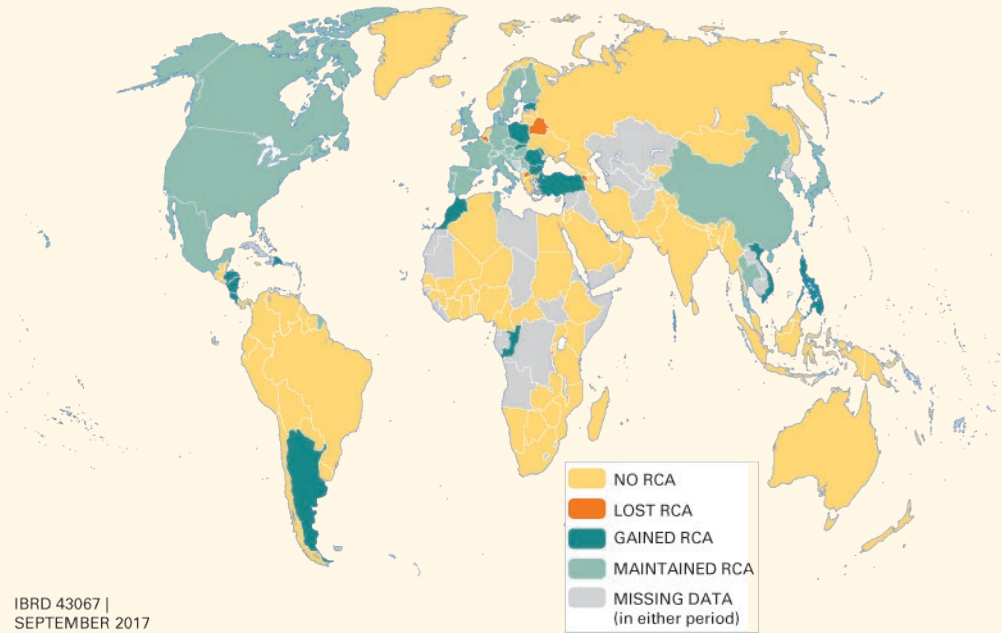 NO RCA
LOST RCA
GAINED RCA
MAINTAINED RCA
MISSING DATA
(in either period)
IBRD 43067 |
SEPTEMBER 2017